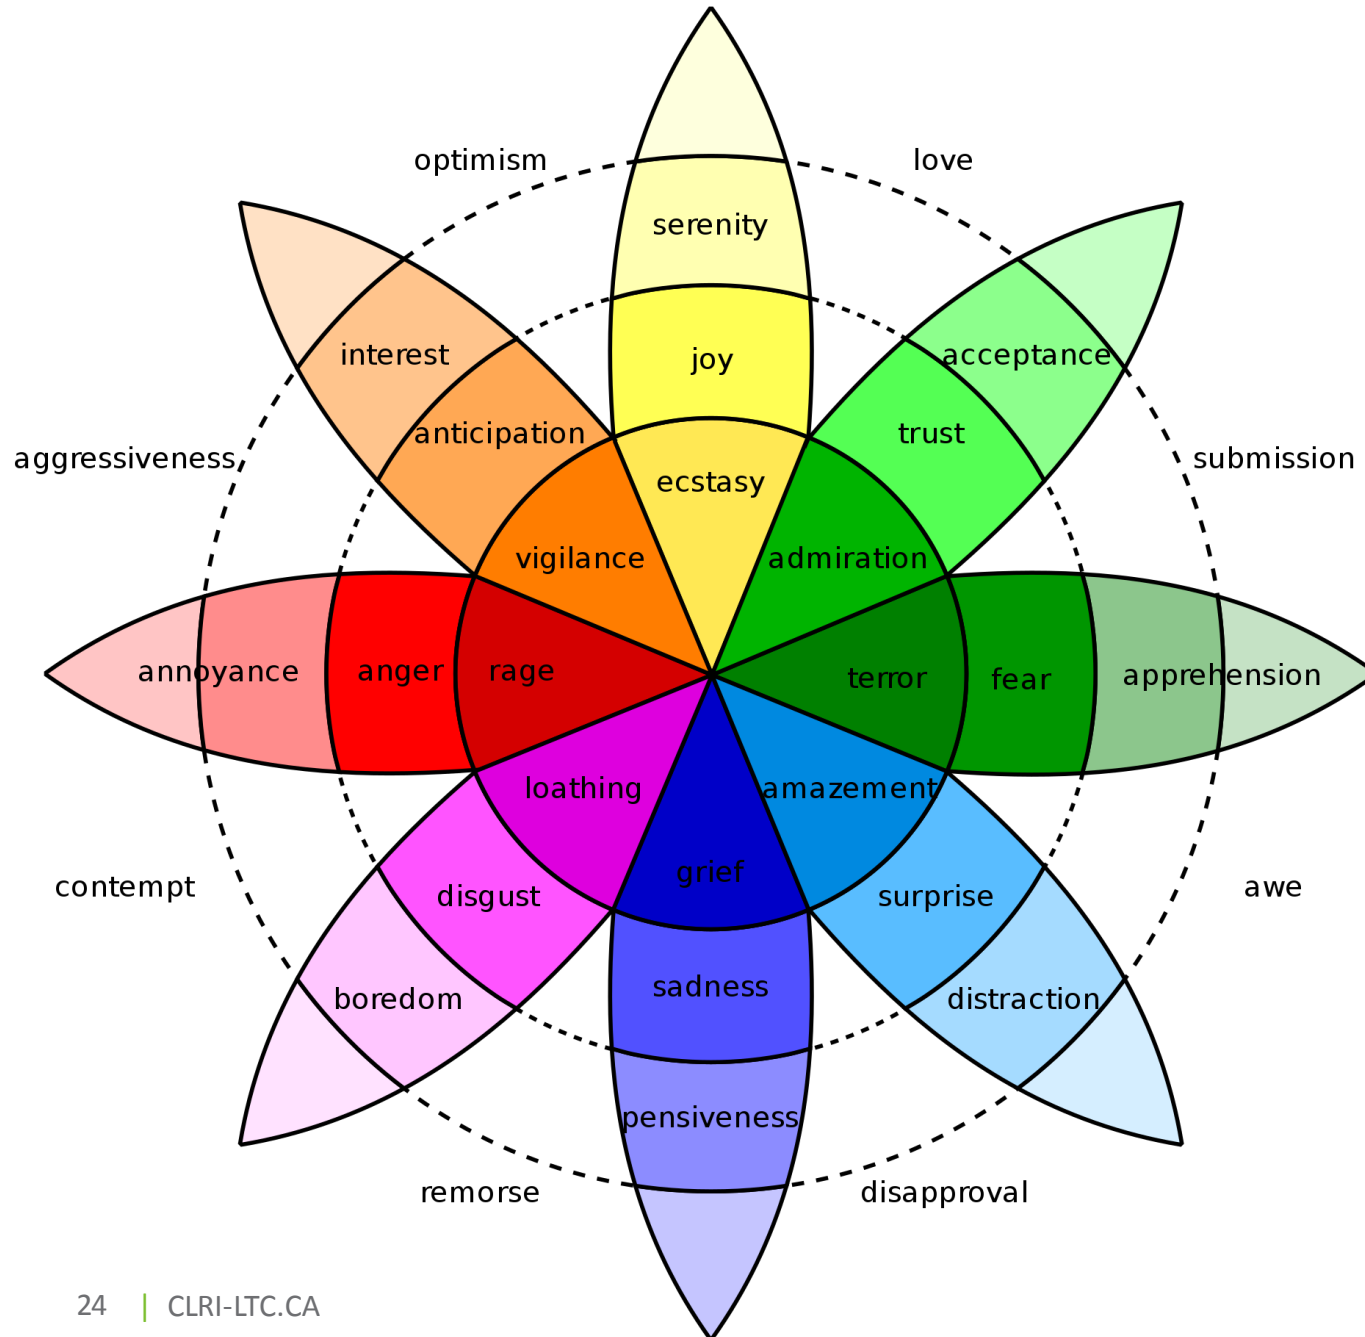 optimism love
serenity
interest joy acceptance
anticipation trust
aggressiveness submission
ecstasy
vigilance admiration
annoyance anger rage terror fear apprehension
loathing amazement
contempt grief awe
disgust surprise
sadness
boredom distraction
pensiveness
remorse disapproval
24 | CLRI-LTC.CA